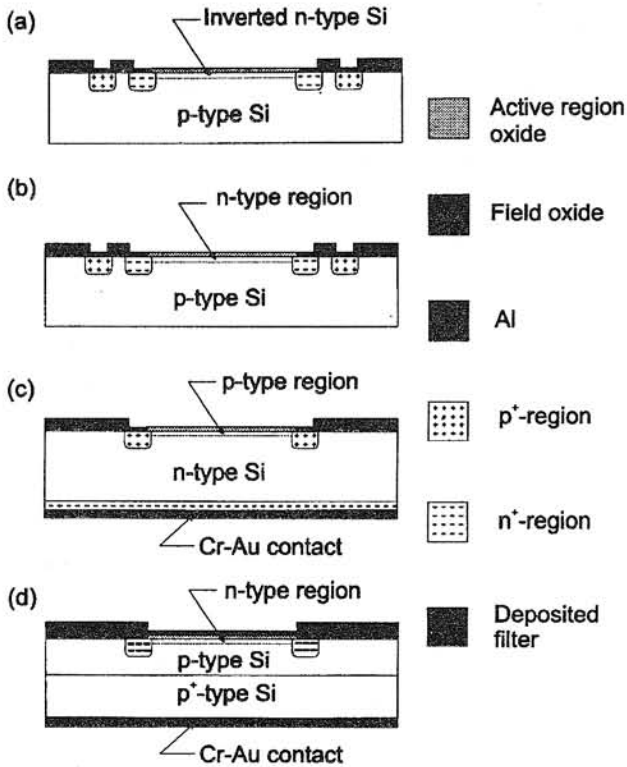 (a)
Inverted n-type Si
p-type Si
(b)
n-type region
p-type Si
(c)
p-type region
n-type Si
Cr-Au contact
(d)
n-type region
p-type Si
p⁺-type Si
Cr-Au contact
Active region
oxide
Field oxide
Al
p⁺-region
n⁺-region
Deposited
filter